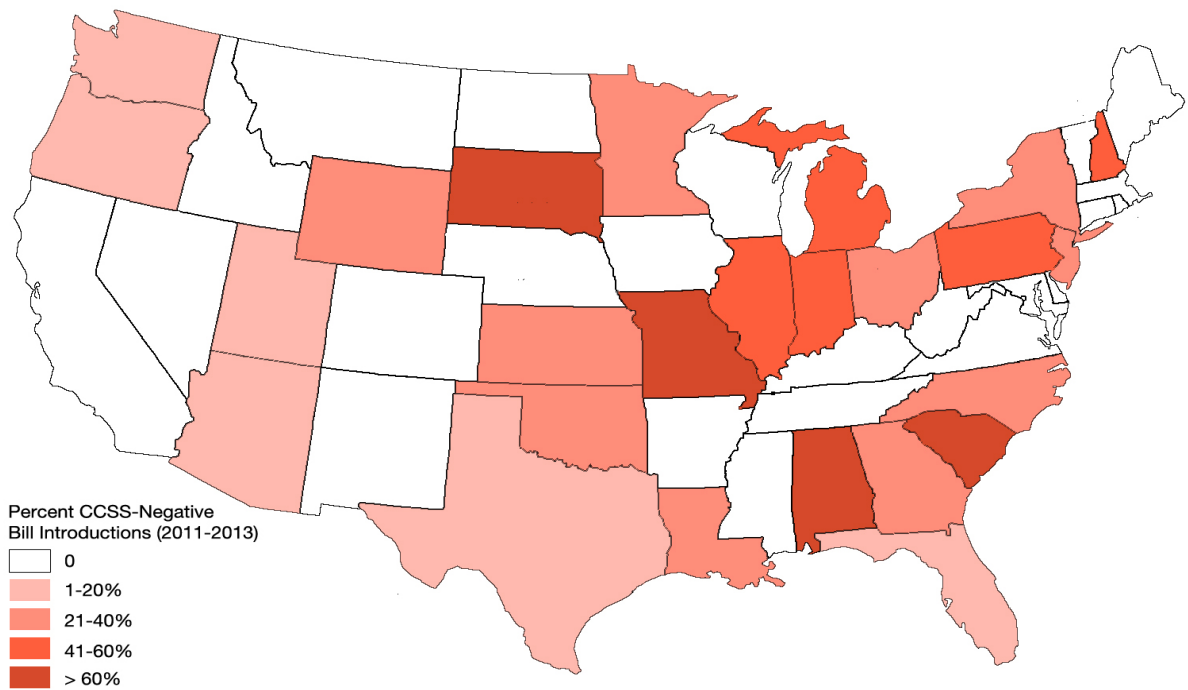 Percent CCSS-Negative
Bill Introductions (2011-2013)
0
1-20%
21-40%
41-60%
> 60%